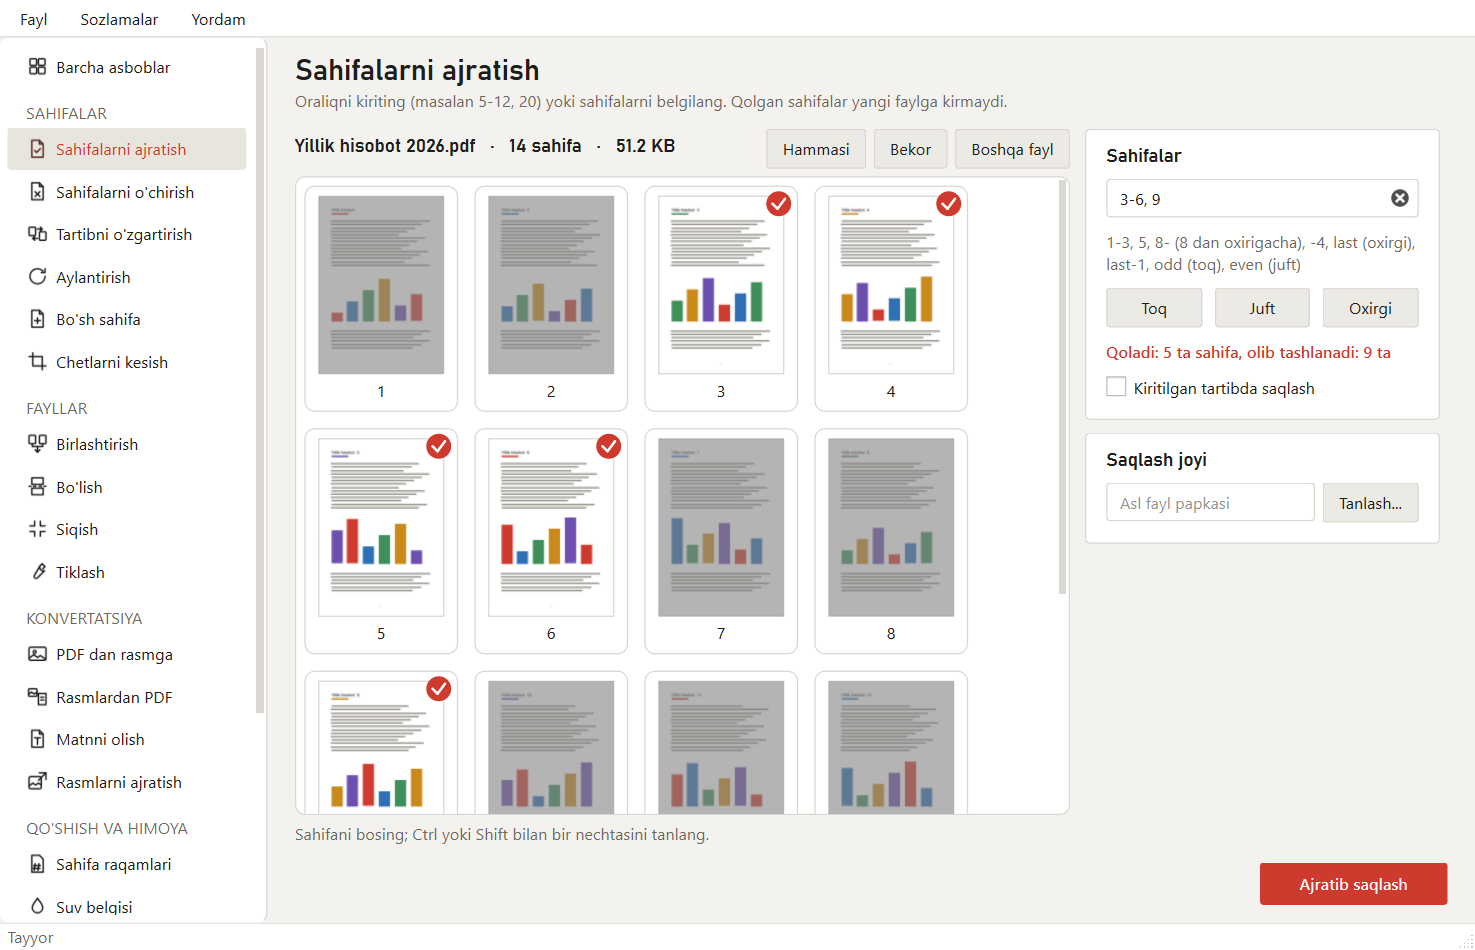 Fayl Sozlamalar Yordam
Barcha asboblar
SAHIFALAR
Sahifalarni ajratish
Sahifalarni o'chirish
Tartibni o'zgartirish
Aylantirish
Bo'sh sahifa
Chetlarni kesish
FAYLLAR
Birlashtirish
Bo'lish
Siqish
Tiklash
KONVERTATSIYA
PDF dan rasmga
Rasmlardan PDF
Matnni olish
Rasmlarni ajratish
QO'SHISH VA HIMOYA
Sahifa raqamlari
Suv belgisi
Sahifalarni ajratish
Oraliqni kiriting (masalan 5-12, 20) yoki sahifalarni belgilang. Qolgan sahifalar yangi faylga kirmaydi.
Yillik hisobot 2026.pdf · 14 sahifa · 51.2 KB
Hammasi Bekor Boshqa fayl
1 2 3 4
5 6 7 8
Sahifani bosing; Ctrl yoki Shift bilan bir nechtasini tanlang.
Sahifalar
3-6, 9
1-3, 5, 8- (8 dan oxirigacha), -4, last (oxirgi),
last-1, odd (toq), even (juft)
Toq Juft Oxirgi
Qoladi: 5 ta sahifa, olib tashlanadi: 9 ta
Kiritilgan tartibda saqlash
Saqlash joyi
Asl fayl papkasi Tanlash...
Ajratib saqlash
Tayyor